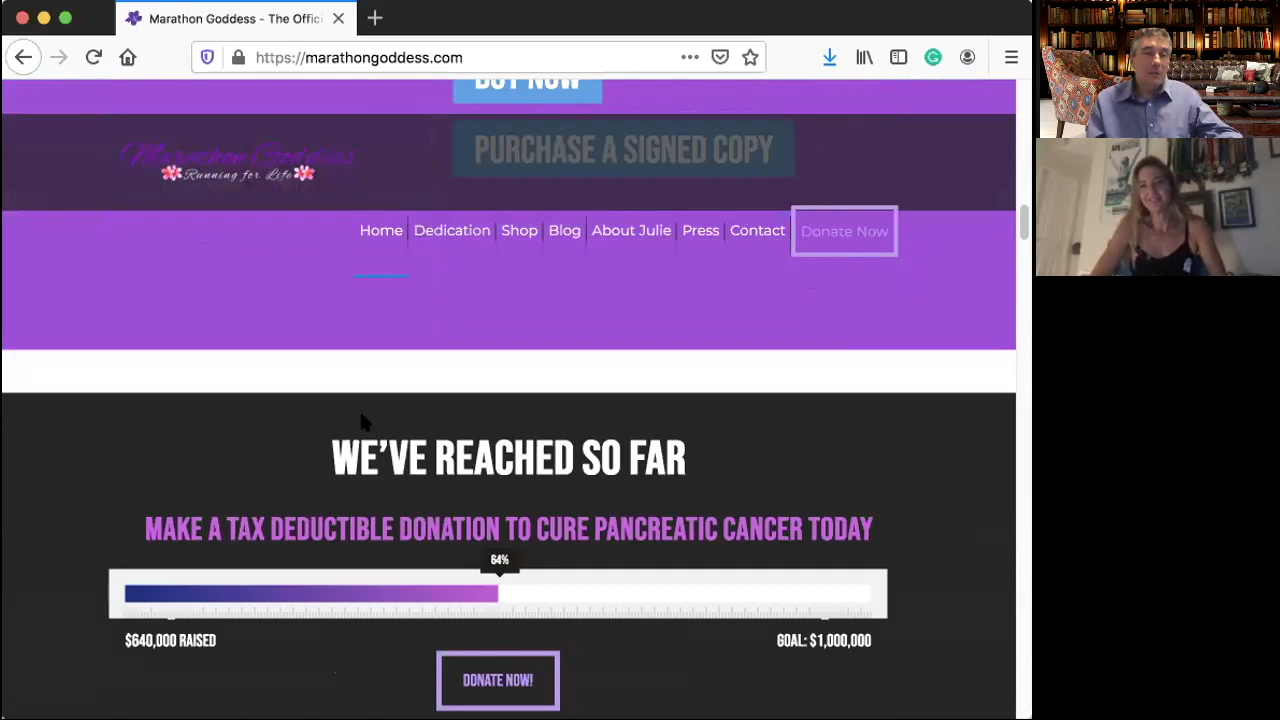 Marathon Goddess - The Offici
https://marathongoddess.com
BUY NOW
PURCHASE A SIGNED COPY
Marathon Goddess
Running for Life
Home Dedication Shop Blog About Julie Press Contact Donate Now
WE'VE REACHED SO FAR
MAKE A TAX DEDUCTIBLE DONATION TO CURE PANCREATIC CANCER TODAY
64%
$640,000 RAISED GOAL: $1,000,000
DONATE NOW!